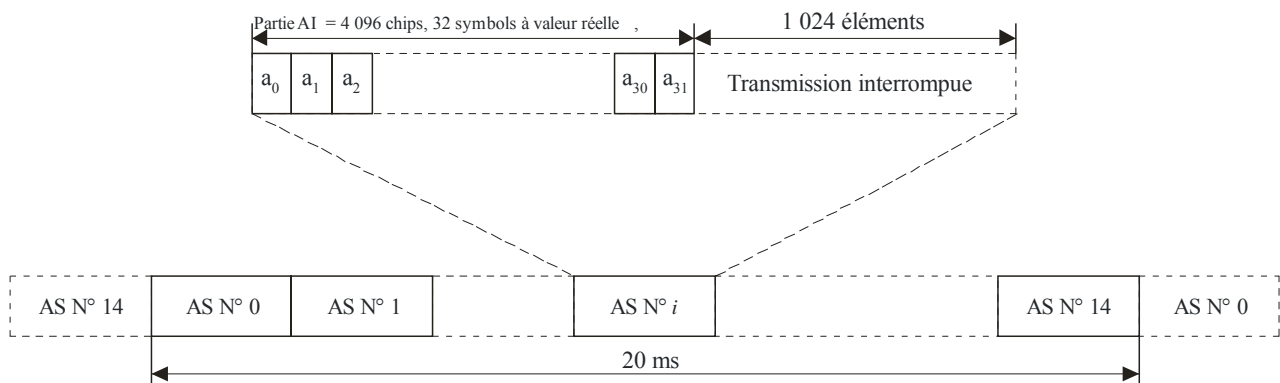 Partie AI = 4 096 chips, 32 symbols à valeur réelle ,
1 024 éléments
a0 a1 a2 a30 a31 Transmission interrompue
AS N° 14 AS N° 0 AS N° 1 AS N° i AS N° 14 AS N° 0
20 ms